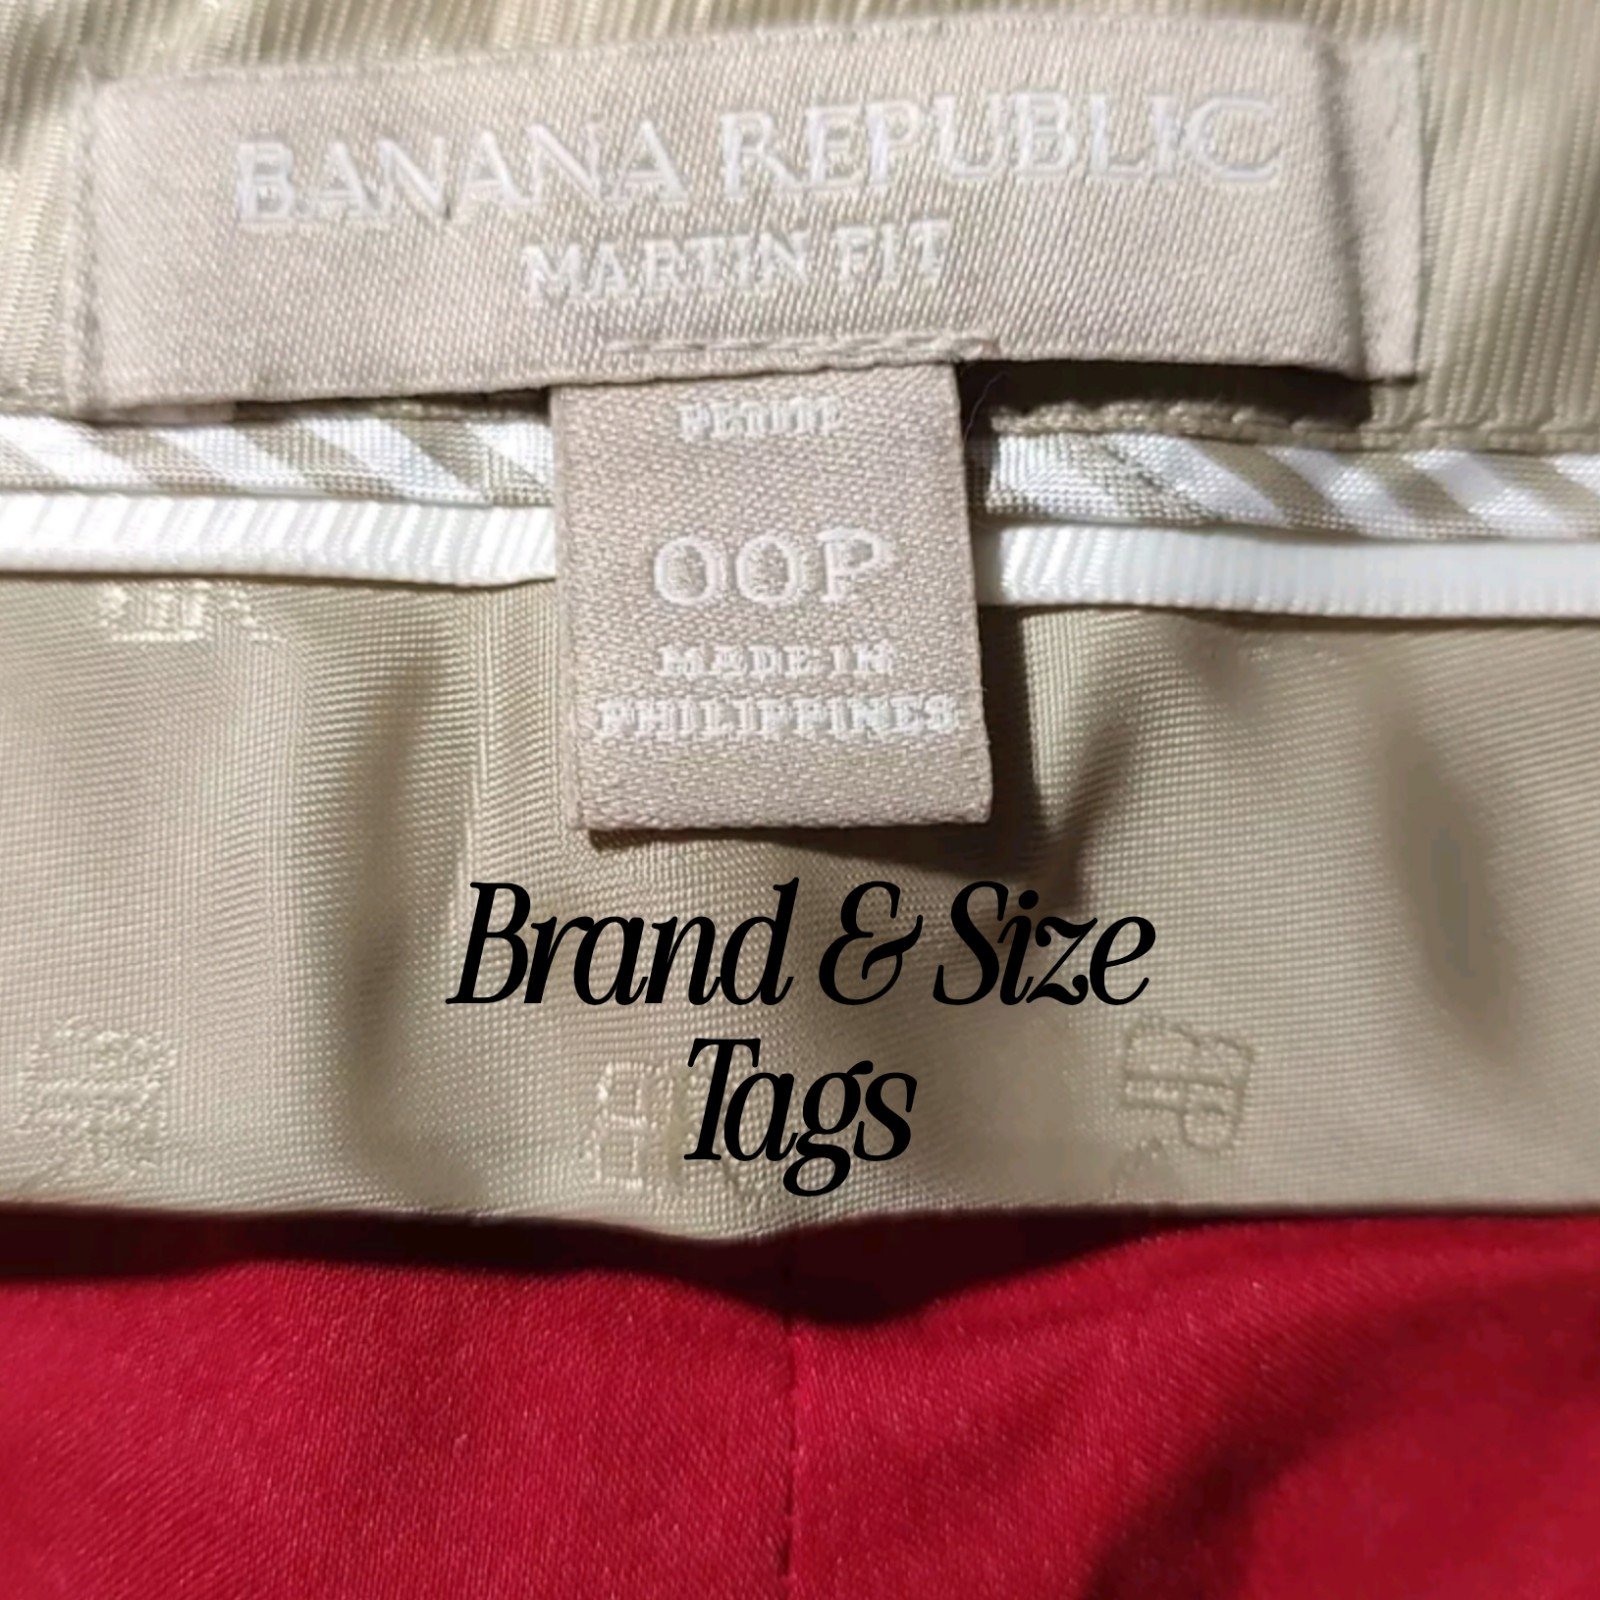 BANANA REPUBLIC
MARTIN FIT
PETITE
00P
MADE IN
PHILIPPINES
Brand & Size
Tags